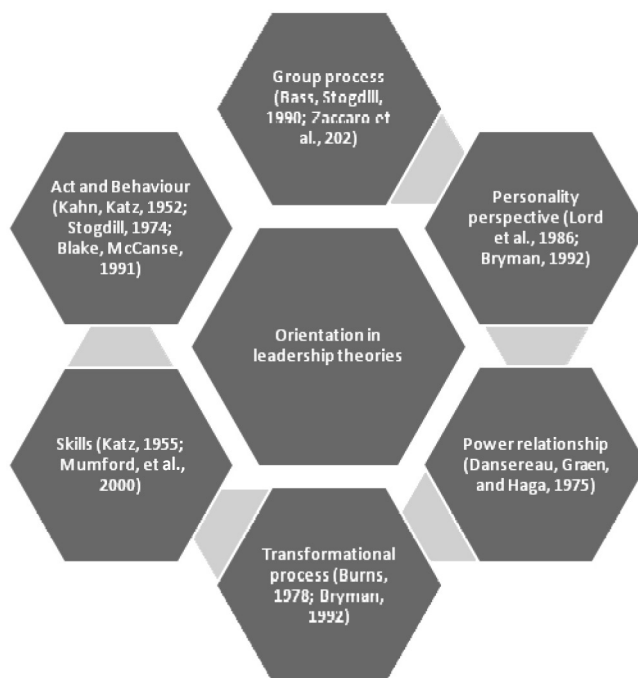 Group process
(Bass, Stogdill,
1990; Zaccaro et
al., 202)
Personality
perspective (Lord
et al., 1986;
Bryman, 1992)
Power relationship
(Dansereau, Graen,
and Haga, 1975)
Transformational
process (Burns,
1978; Bryman,
1992)
Skills (Katz, 1955;
Mumford, et al.,
2000)
Act and Behaviour
(Kahn, Katz, 1952;
Stogdill, 1974;
Blake, McCanse,
1991)
Orientation in
leadership theories